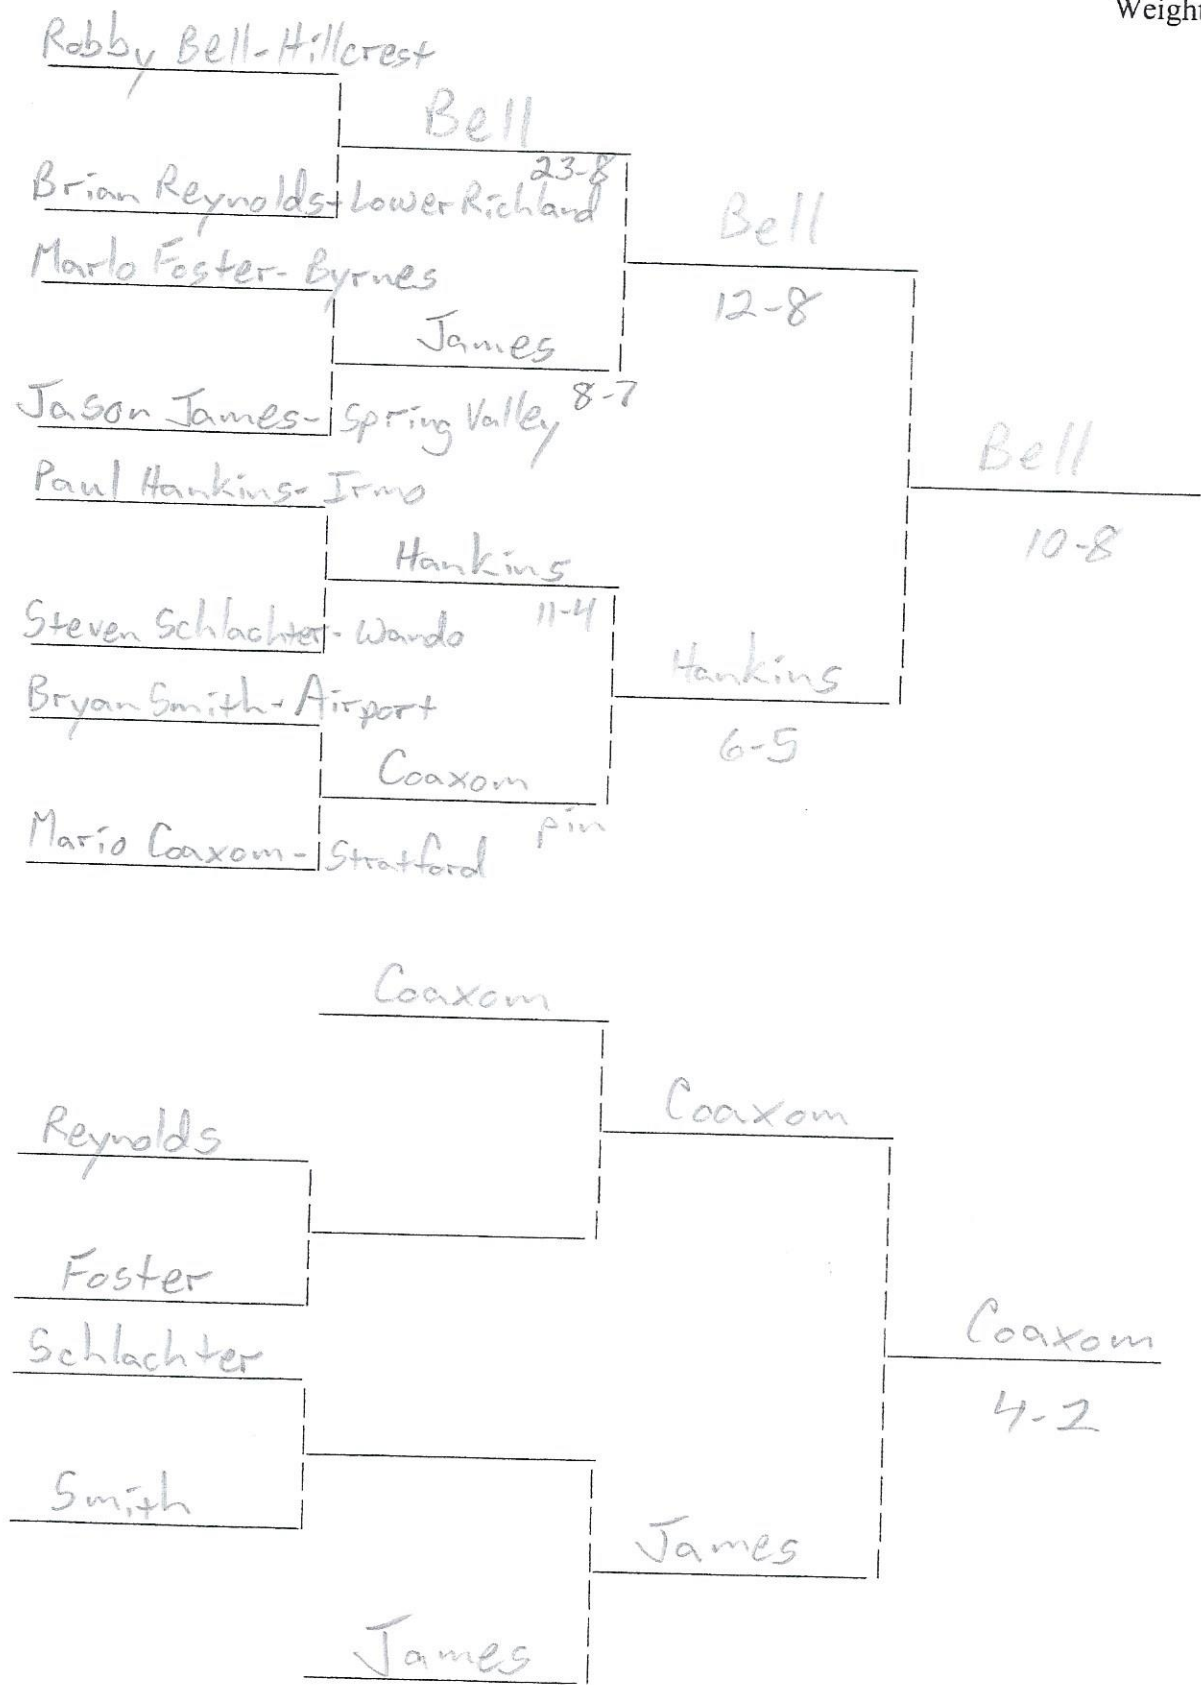 Weight
Robby Bell-Hillcrest
Bell
23-8
Brian Reynolds-Lower Richland
Bell
Marlo Foster-Byrnes
12-8
James
8-7
Jason James-Spring Valley
Bell
Paul Hankins-Irmo
10-8
Hankins
11-4
Steven Schlachter-Wando
Hankins
Bryan Smith-Airport
6-5
Coaxom
pin
Mario Coaxom-Stratford
Coaxom
Coaxom
Reynolds
Foster
Coaxom
Schlachter
4-2
Smith
James
James